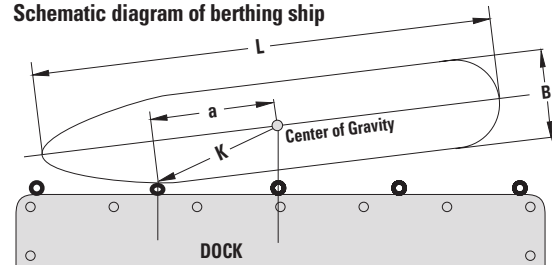 Schematic diagram of berthing ship
L
B
a
Center of Gravity
K
DOCK